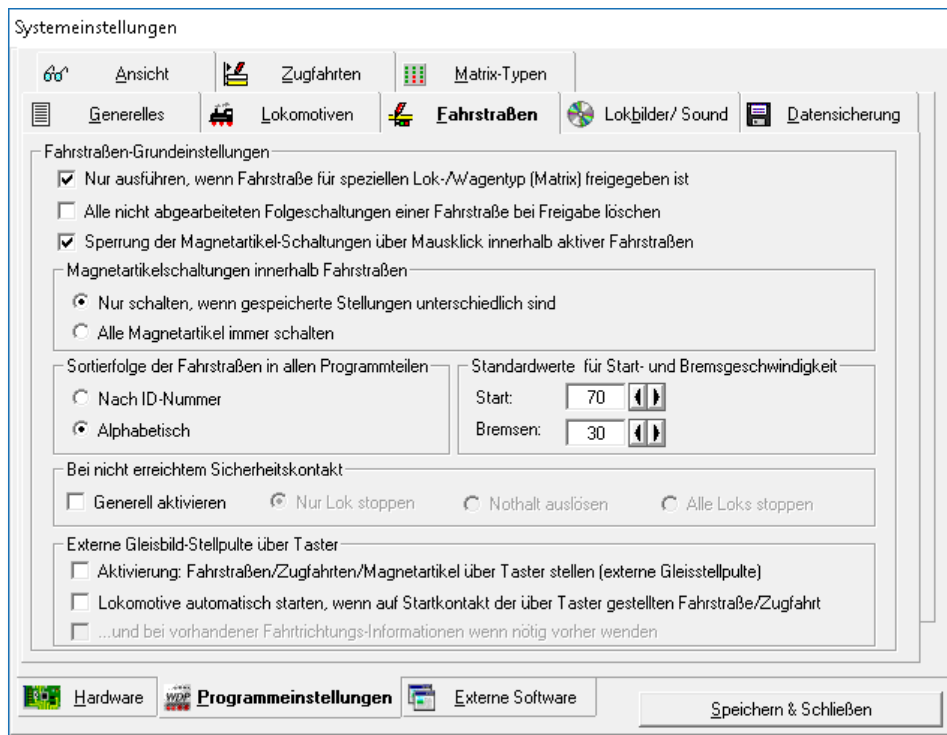 Systemeinstellungen
Ansicht Zugfahrten Matrix-Typen
Generelles Lokomotiven Fahrstraßen Lokbilder/ Sound Datensicherung
Fahrstraßen-Grundeinstellungen
Nur ausführen, wenn Fahrstraße für speziellen Lok-/Wagentyp (Matrix) freigegeben ist
Alle nicht abgearbeiteten Folgeschaltungen einer Fahrstraße bei Freigabe löschen
Sperrung der Magnetartikel-Schaltungen über Mausklick innerhalb aktiver Fahrstraßen
Magnetartikelschaltungen innerhalb Fahrstraßen
Nur schalten, wenn gespeicherte Stellungen unterschiedlich sind
Alle Magnetartikel immer schalten
Sortierfolge der Fahrstraßen in allen Programmteilen
Nach ID-Nummer
Alphabetisch
Standardwerte für Start- und Bremsgeschwindigkeit
Start: 70
Bremsen: 30
Bei nicht erreichtem Sicherheitskontakt
Generell aktivieren Nur Lok stoppen Nothalt auslösen Alle Loks stoppen
Externe Gleisbild-Stellpulte über Taster
Aktivierung: Fahrstraßen/Zugfahrten/Magnetartikel über Taster stellen (externe Gleisstellpulte)
Lokomotive automatisch starten, wenn auf Startkontakt der über Taster gestellten Fahrstraße/Zugfahrt
...und bei vorhandener Fahrtrichtungs-Informationen wenn nötig vorher wenden
Hardware WDP Programmeinstellungen Externe Software
Speichern & Schließen